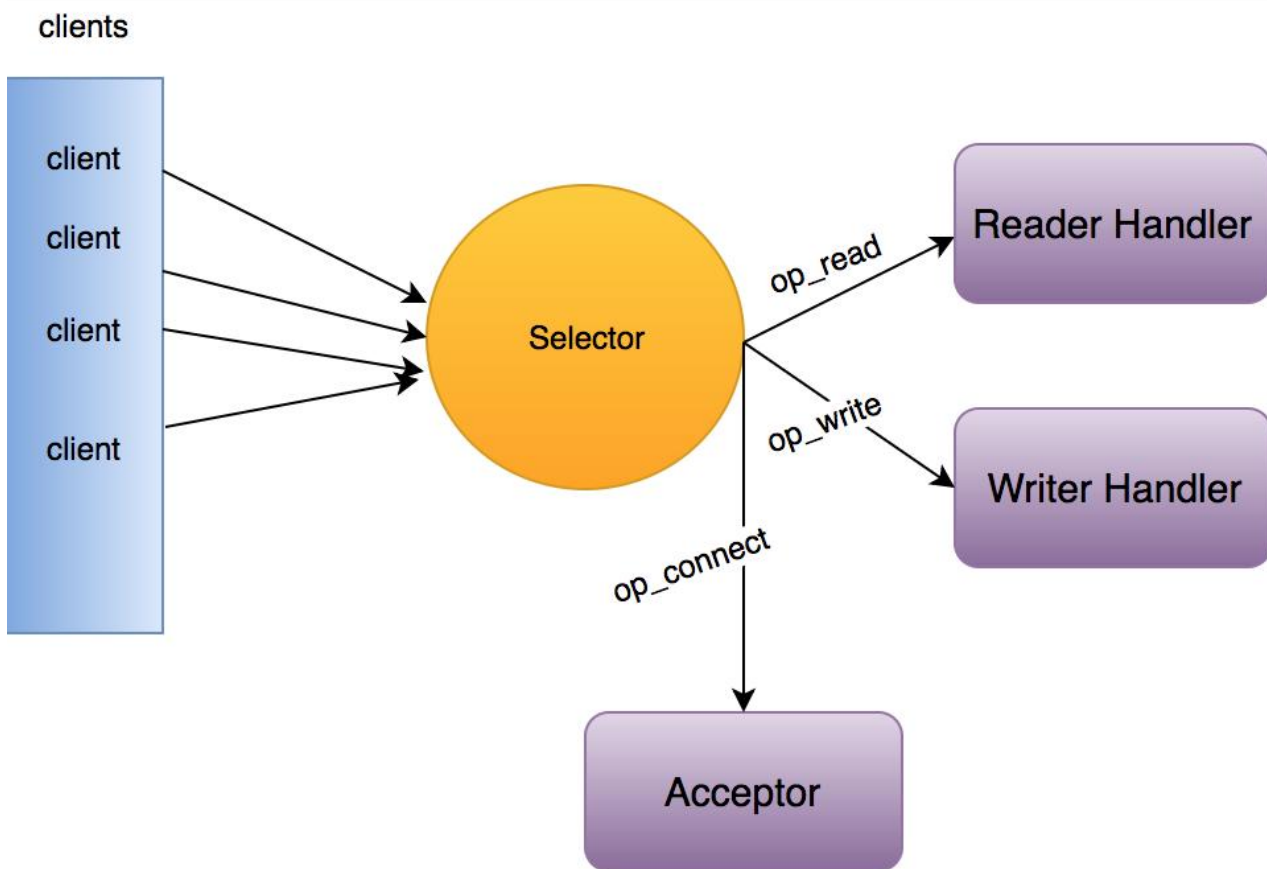 clients
client
client
client
client
Selector
op_read
op_write
op_connect
Reader Handler
Writer Handler
Acceptor